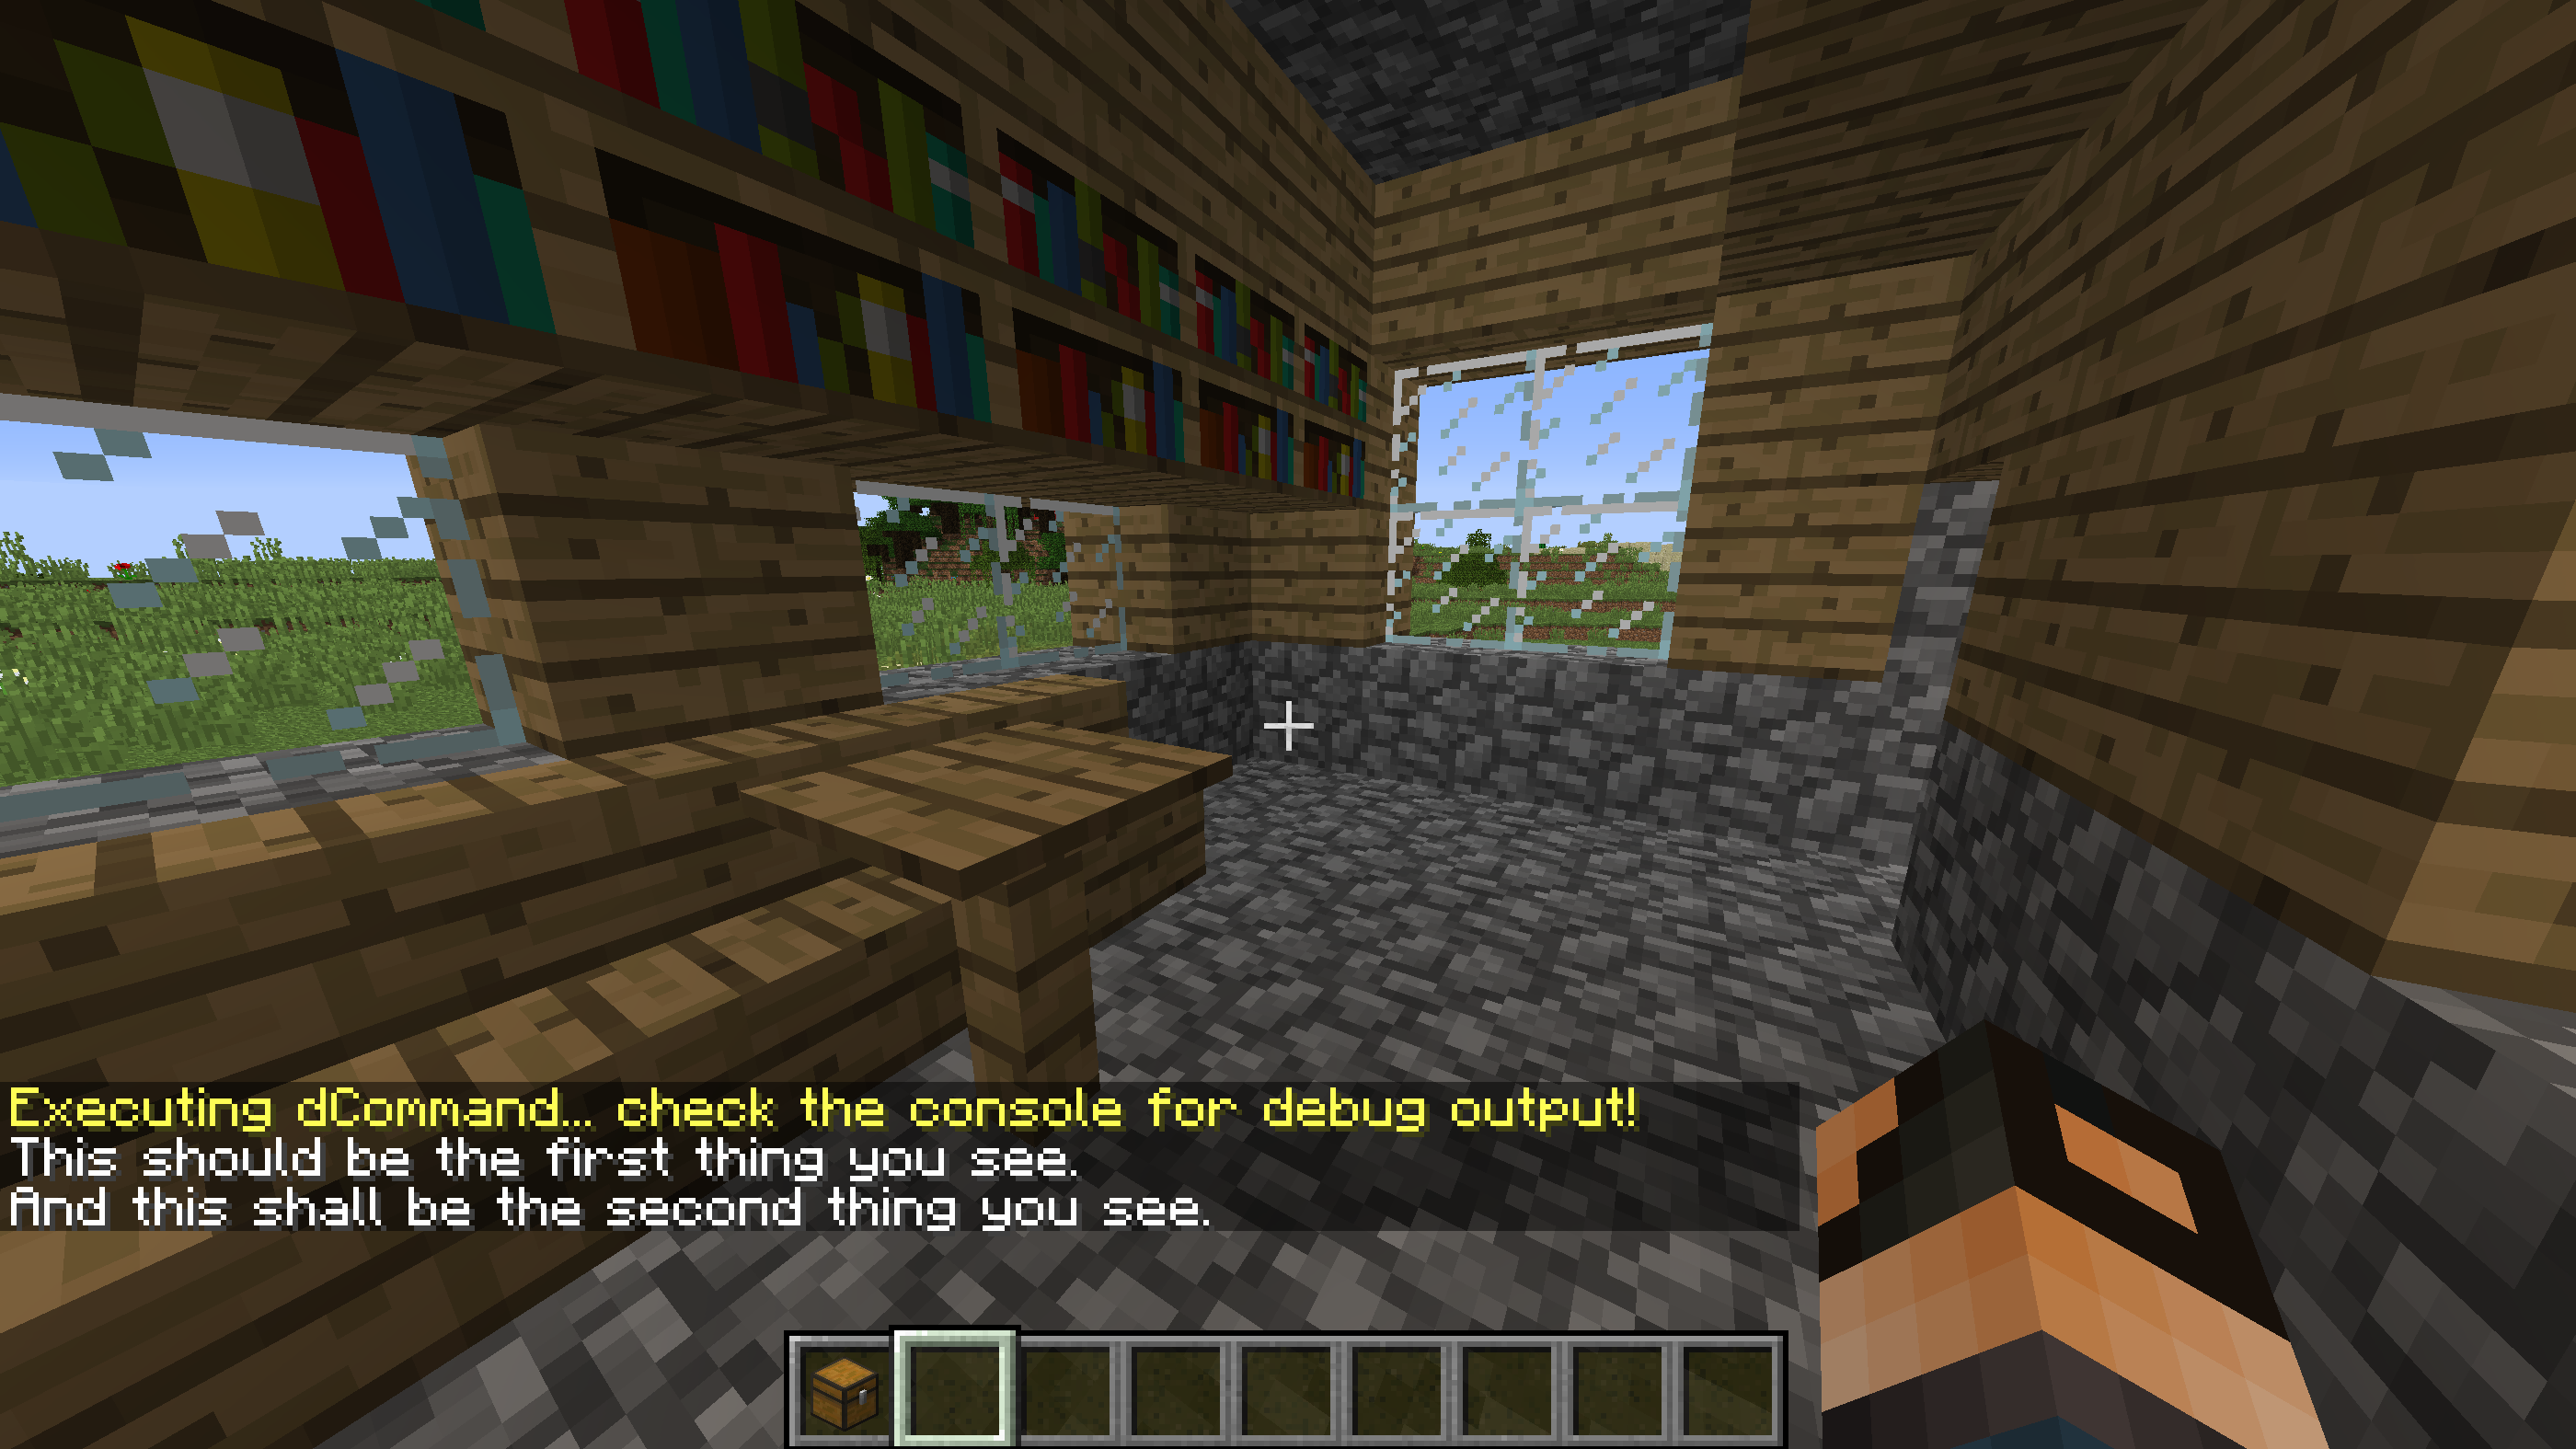 Executing dCommand... check the console for debug output!
This should be the first thing you see.
And this shall be the second thing you see.